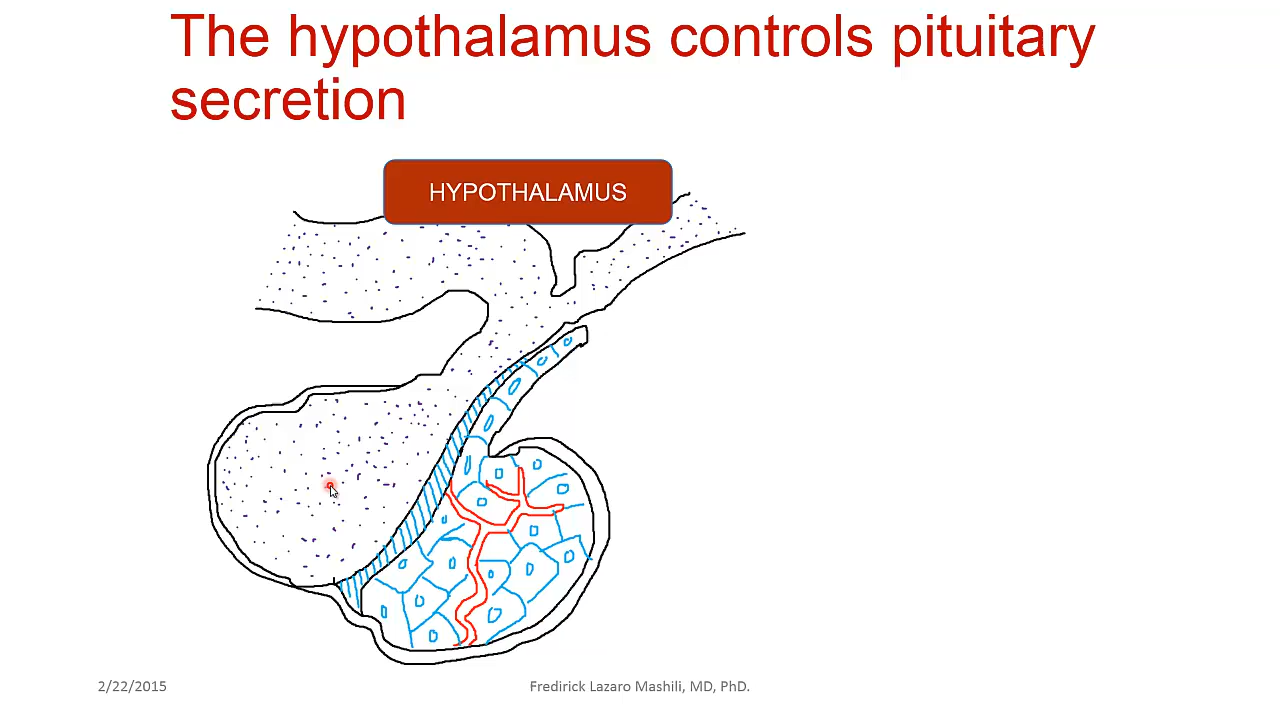 The hypothalamus controls pituitary
secretion
HYPOTHALAMUS
2/22/2015
Fredirick Lazaro Mashili, MD, PhD.